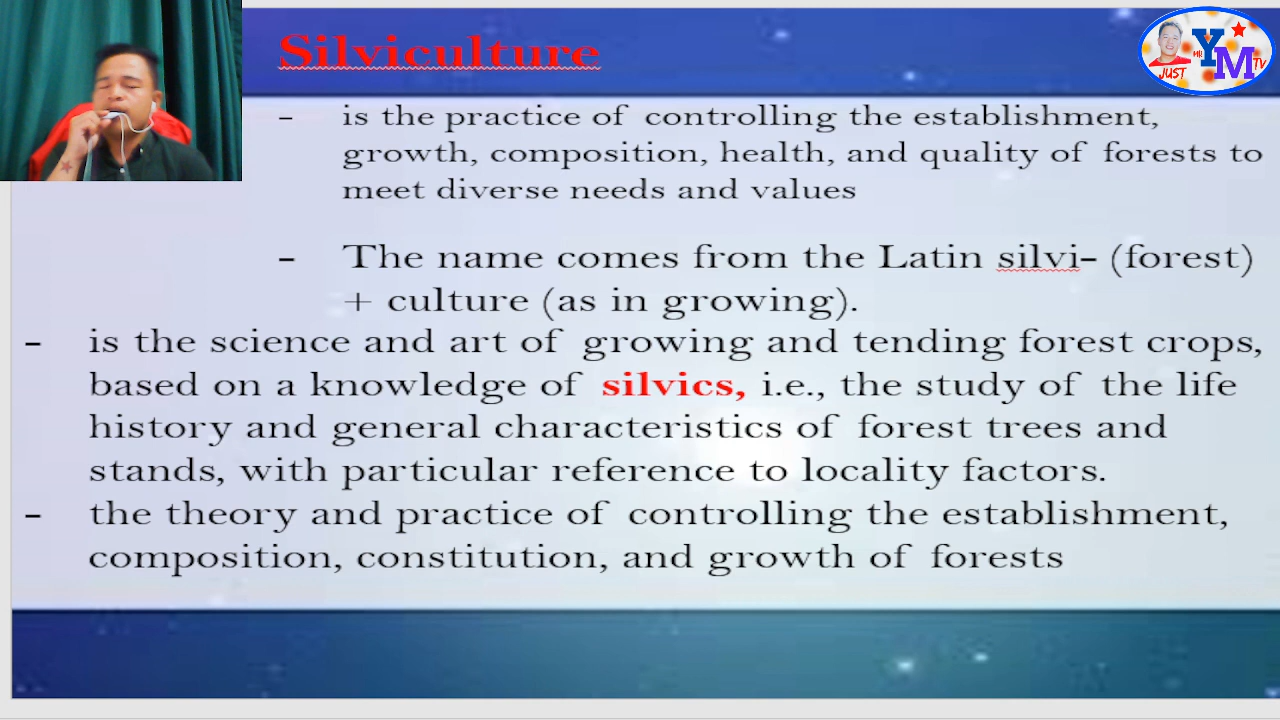 Silviculture
JUST
MR
YM
TV
- is the practice of controlling the establishment,
growth, composition, health, and quality of forests to
meet diverse needs and values
- The name comes from the Latin silvi- (forest)
+ culture (as in growing).
- is the science and art of growing and tending forest crops,
based on a knowledge of silvics, i.e., the study of the life
history and general characteristics of forest trees and
stands, with particular reference to locality factors.
- the theory and practice of controlling the establishment,
composition, constitution, and growth of forests